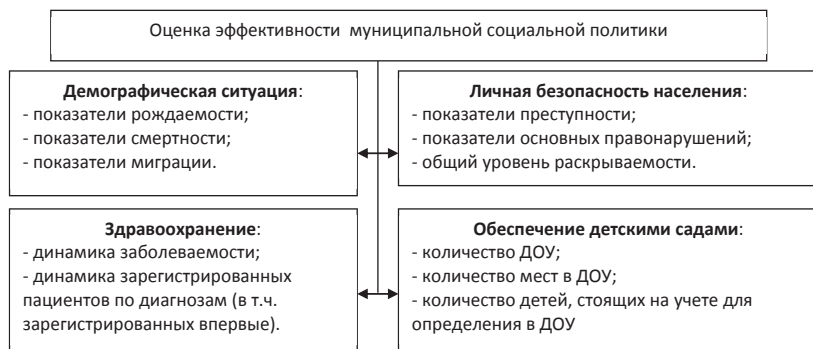 Оценка эффективности муниципальной социальной политики
Демографическая ситуация:
- показатели рождаемости;
- показатели смертности;
- показатели миграции.
Личная безопасность населения:
- показатели преступности;
- показатели основных правонарушений;
- общий уровень раскрываемости.
Здравоохранение:
- динамика заболеваемости;
- динамика зарегистрированных
пациентов по диагнозам (в т.ч.
зарегистрированных впервые).
Обеспечение детскими садами:
- количество ДОУ;
- количество мест в ДОУ;
- количество детей, стоящих на учете для
определения в ДОУ